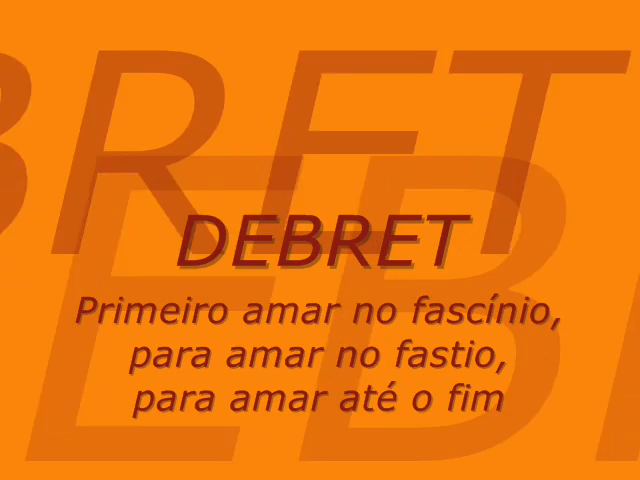 DEBRET
Primeiro amar no fascínio,
para amar no fastio,
para amar até o fim